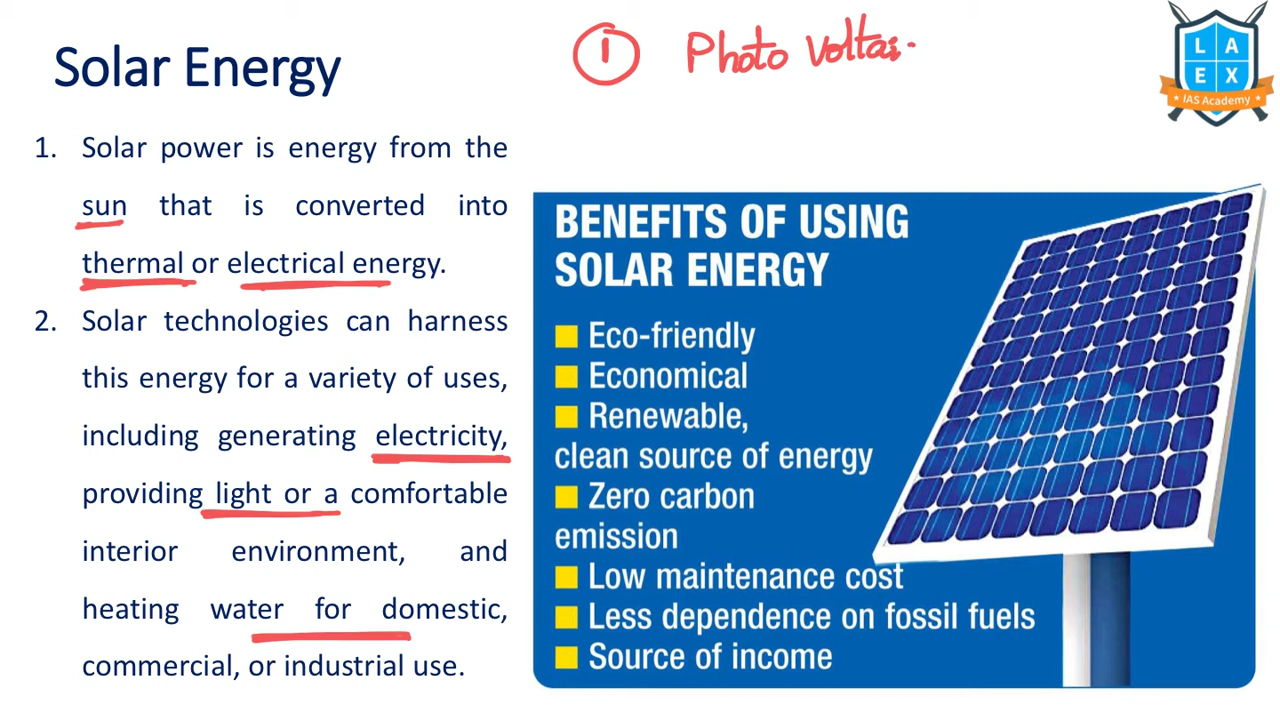 Solar Energy
① Photo Voltai
L A
E X
IAS Academy
1. Solar power is energy from the
sun that is converted into
thermal or electrical energy.
2. Solar technologies can harness
this energy for a variety of uses,
including generating electricity,
providing light or a comfortable
interior environment, and
heating water for domestic,
commercial, or industrial use.
BENEFITS OF USING
SOLAR ENERGY
Eco-friendly
Economical
Renewable,
clean source of energy
Zero carbon
emission
Low maintenance cost
Less dependence on fossil fuels
Source of income